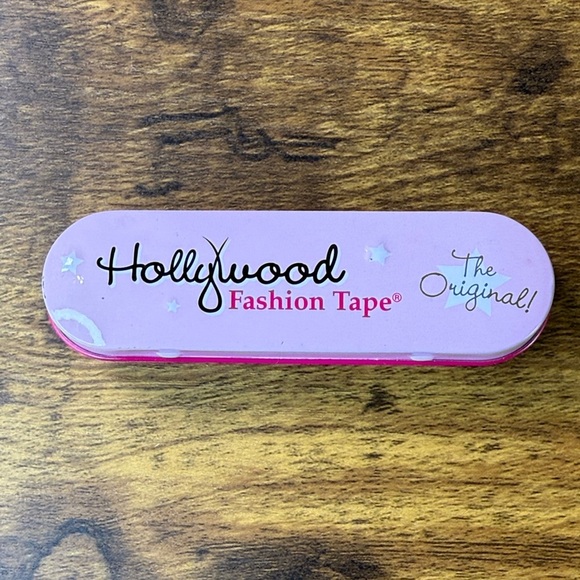 Hollywood
Fashion Tape®
The
Original!